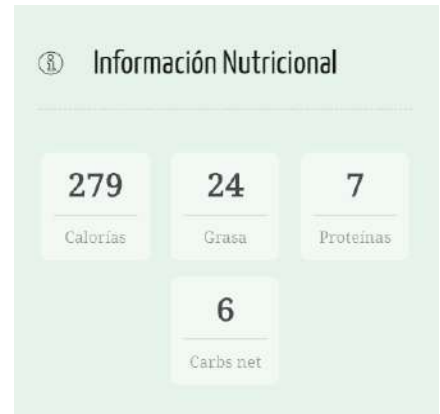 Información Nutricional
279
24
7
Calorías
Grasa
Proteínas
6
Carbs net